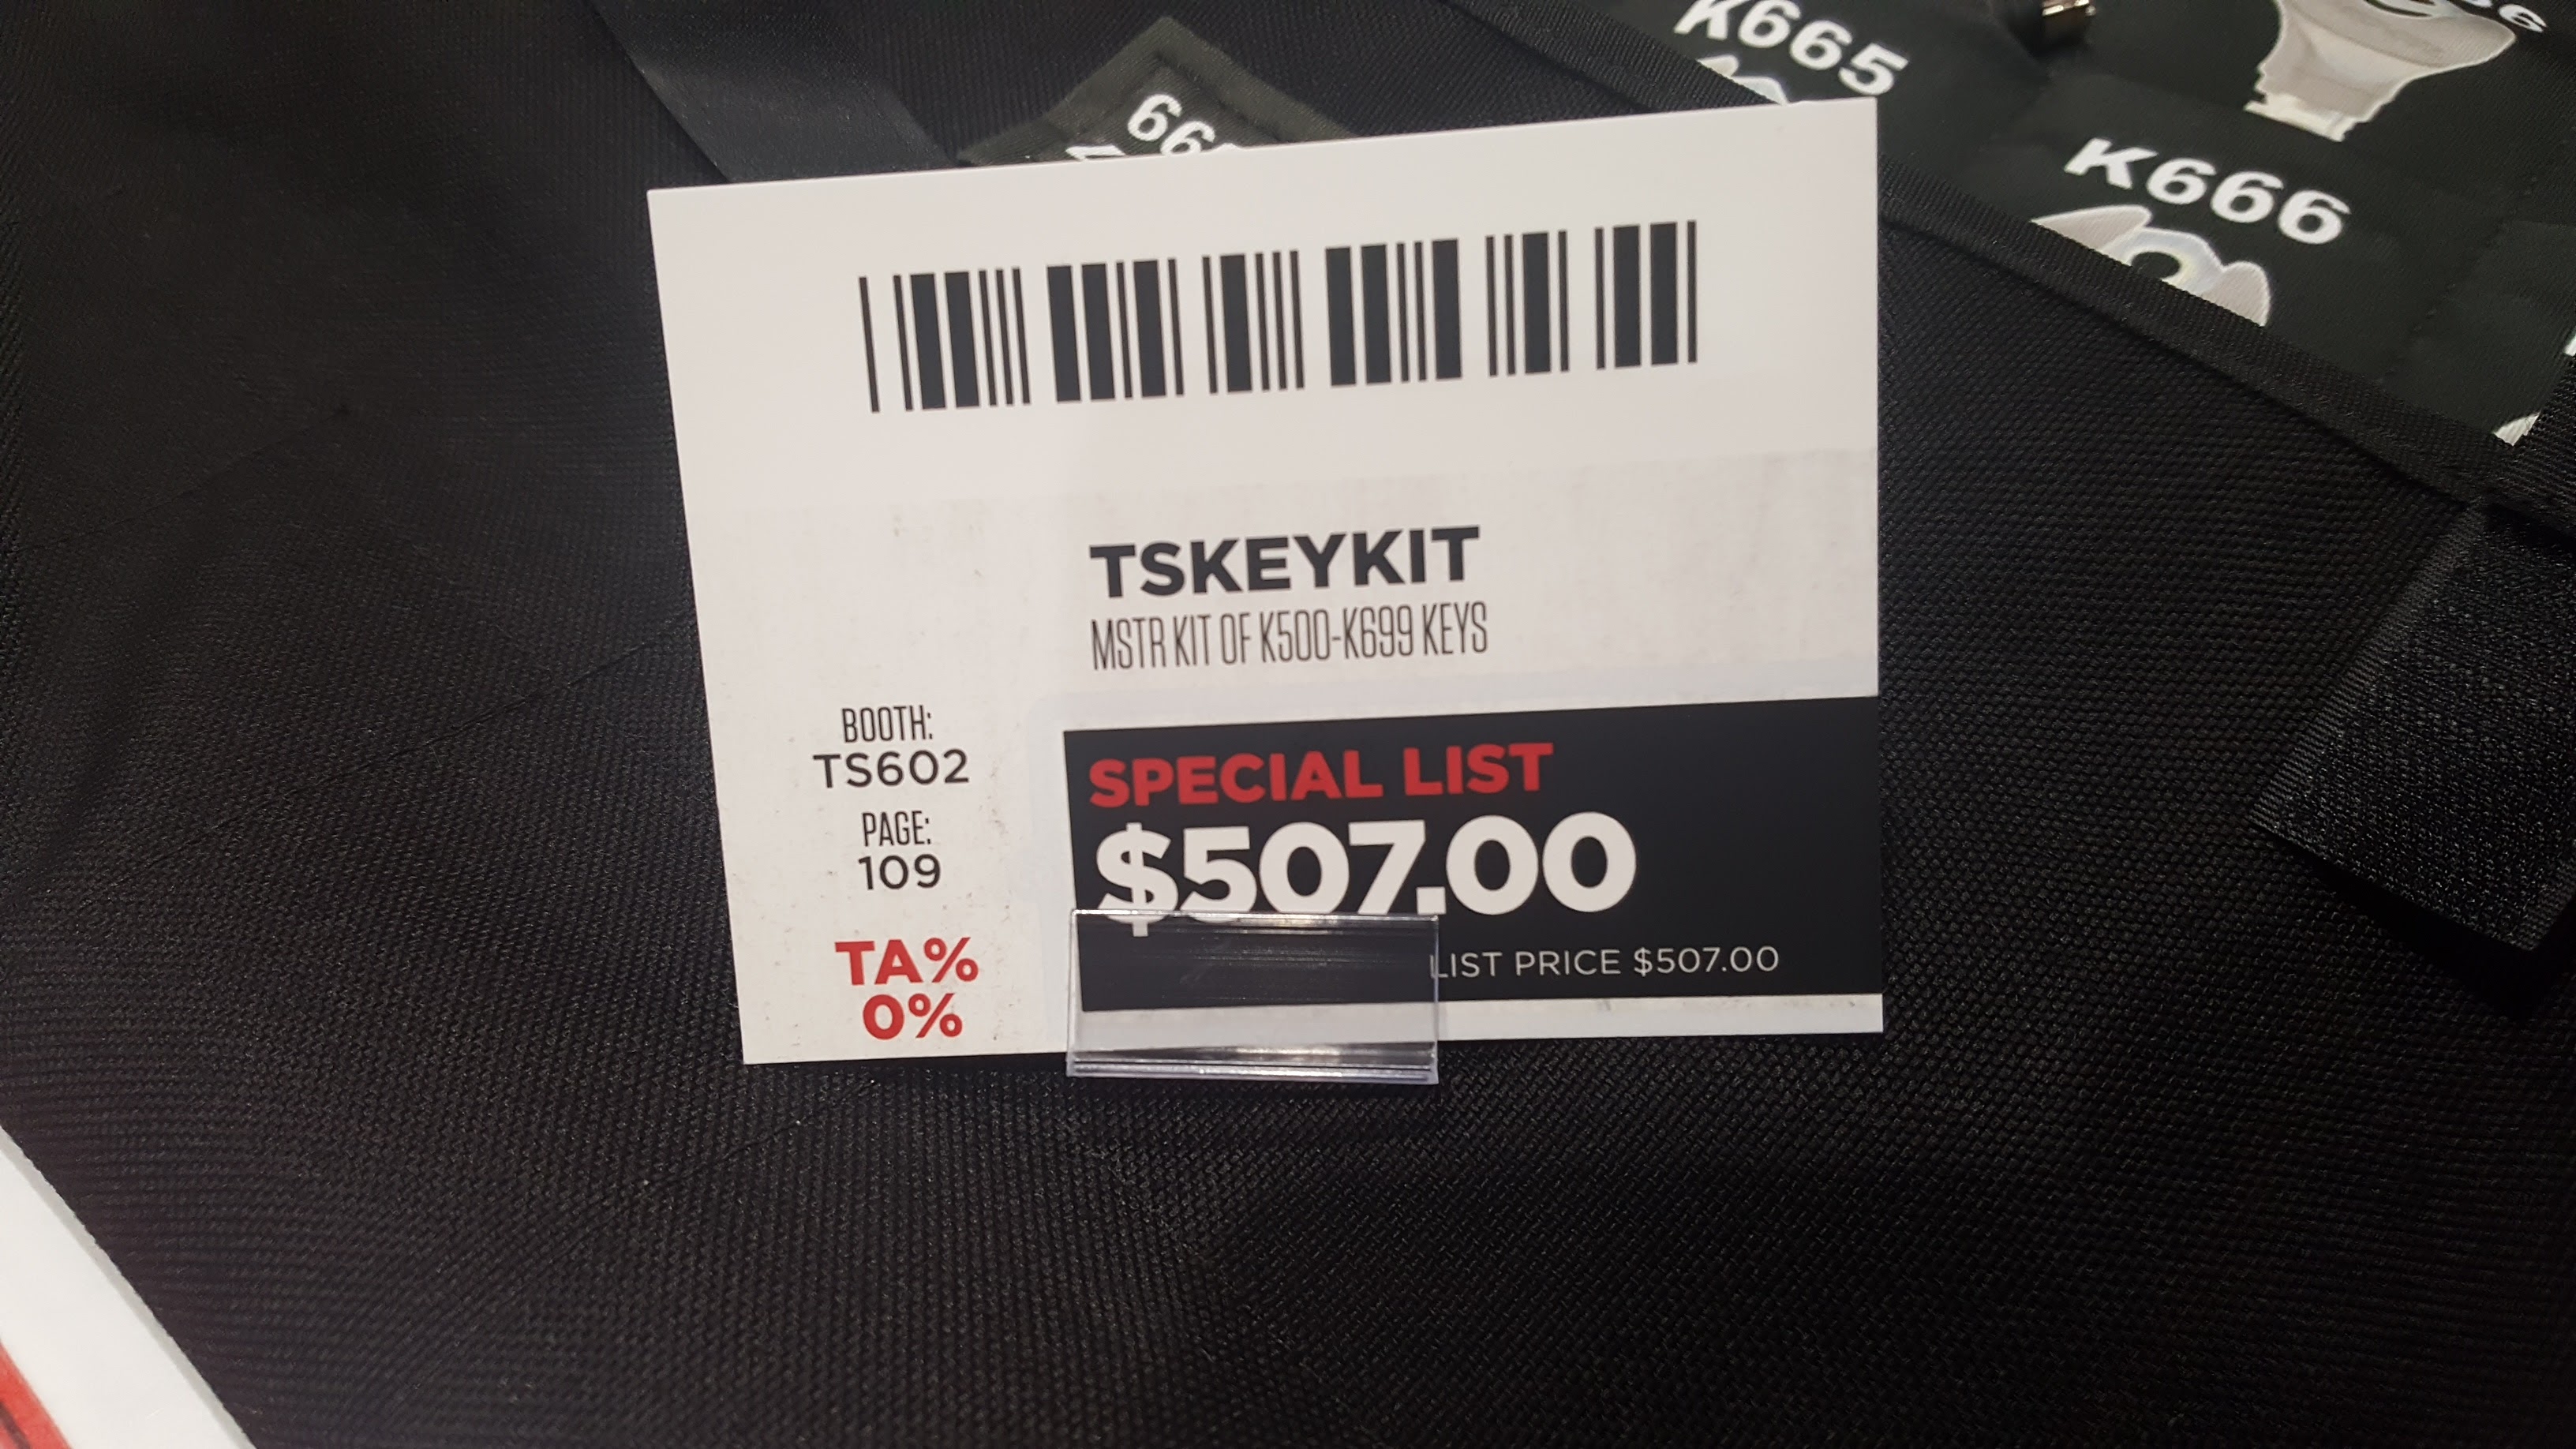 K665
K666
TSKEYKIT
MSTR KIT OF K500-K699 KEYS
BOOTH:
TS602
PAGE:
109
TA%
0%
SPECIAL LIST
$507.00
LIST PRICE $507.00